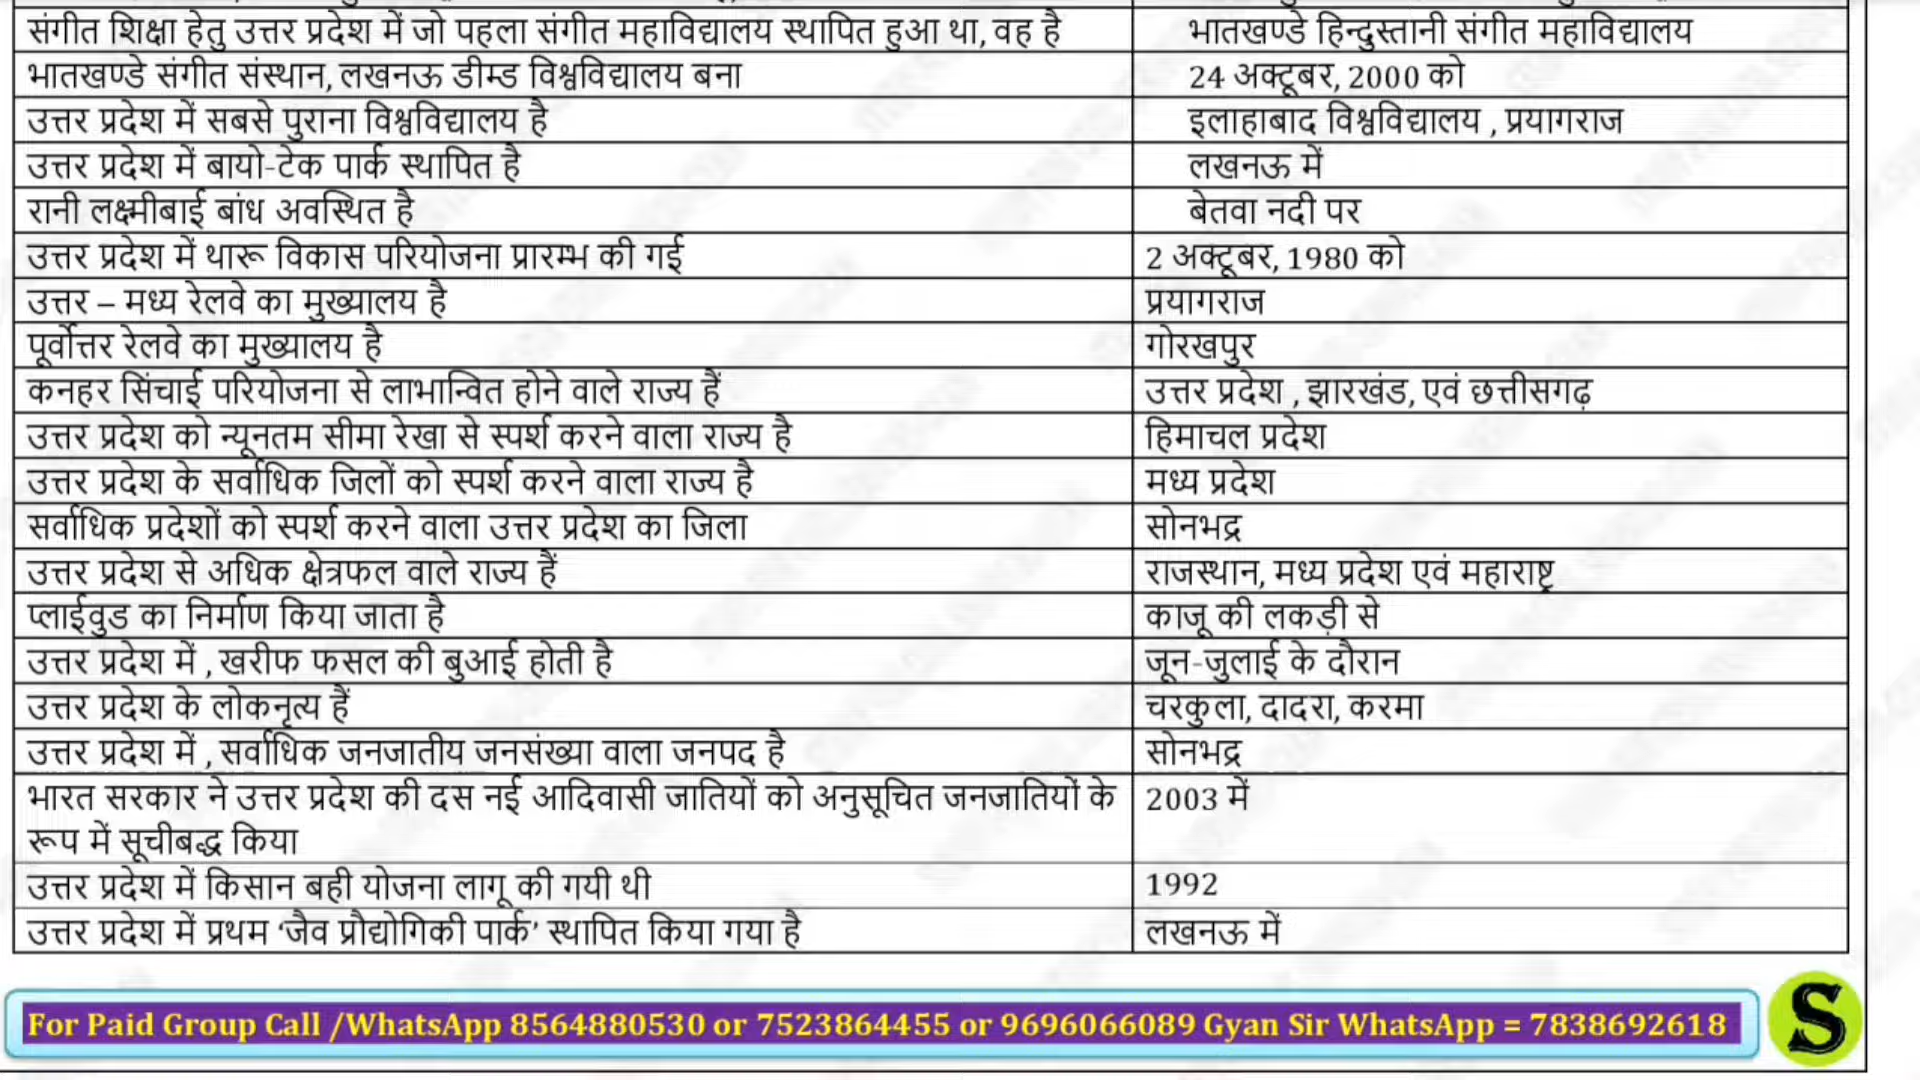 संगीत शिक्षा हेतु उत्तर प्रदेश में जो पहला संगीत महाविद्यालय स्थापित हुआ था, वह है भातखण्डे हिन्दुस्तानी संगीत महाविद्यालय
भातखण्डे संगीत संस्थान, लखनऊ डीम्ड विश्वविद्यालय बना 24 अक्टूबर, 2000 को
उत्तर प्रदेश में सबसे पुराना विश्वविद्यालय है इलाहाबाद विश्वविद्यालय , प्रयागराज
उत्तर प्रदेश में बायो-टेक पार्क स्थापित है लखनऊ में
रानी लक्ष्मीबाई बांध अवस्थित है बेतवा नदी पर
उत्तर प्रदेश में थारू विकास परियोजना प्रारम्भ की गई 2 अक्टूबर, 1980 को
उत्तर – मध्य रेलवे का मुख्यालय है प्रयागराज
पूर्वोत्तर रेलवे का मुख्यालय है गोरखपुर
कनहर सिंचाई परियोजना से लाभान्वित होने वाले राज्य हैं उत्तर प्रदेश , झारखंड, एवं छत्तीसगढ़
उत्तर प्रदेश को न्यूनतम सीमा रेखा से स्पर्श करने वाला राज्य है हिमाचल प्रदेश
उत्तर प्रदेश के सर्वाधिक जिलों को स्पर्श करने वाला राज्य है मध्य प्रदेश
सर्वाधिक प्रदेशों को स्पर्श करने वाला उत्तर प्रदेश का जिला सोनभद्र
उत्तर प्रदेश से अधिक क्षेत्रफल वाले राज्य हैं राजस्थान, मध्य प्रदेश एवं महाराष्ट्र
प्लाईवुड का निर्माण किया जाता है काजू की लकड़ी से
उत्तर प्रदेश में , खरीफ फसल की बुआई होती है जून-जुलाई के दौरान
उत्तर प्रदेश के लोकनृत्य हैं चरकुला, दादरा, करमा
उत्तर प्रदेश में , सर्वाधिक जनजातीय जनसंख्या वाला जनपद है सोनभद्र
भारत सरकार ने उत्तर प्रदेश की दस नई आदिवासी जातियों को अनुसूचित जनजातियों के 2003 में
रूप में सूचीबद्ध किया
उत्तर प्रदेश में किसान बही योजना लागू की गयी थी 1992
उत्तर प्रदेश में प्रथम ‘जैव प्रौद्योगिकी पार्क’ स्थापित किया गया है लखनऊ में
For Paid Group Call /WhatsApp 8564880530 or 7523864455 or 9696066089 Gyan Sir WhatsApp = 7838692618
S